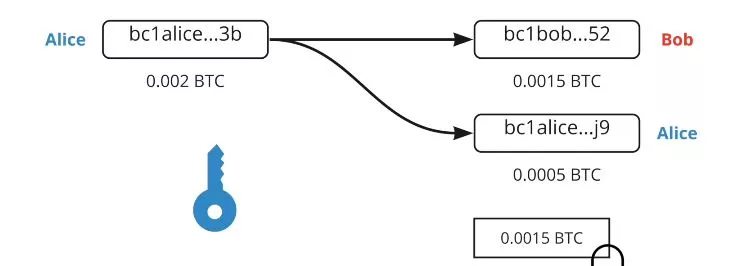 Alice
bc1alice...3b
0.002 BTC
bc1bob...52
Bob
0.0015 BTC
bc1alice...j9
Alice
0.0005 BTC
0.0015 BTC